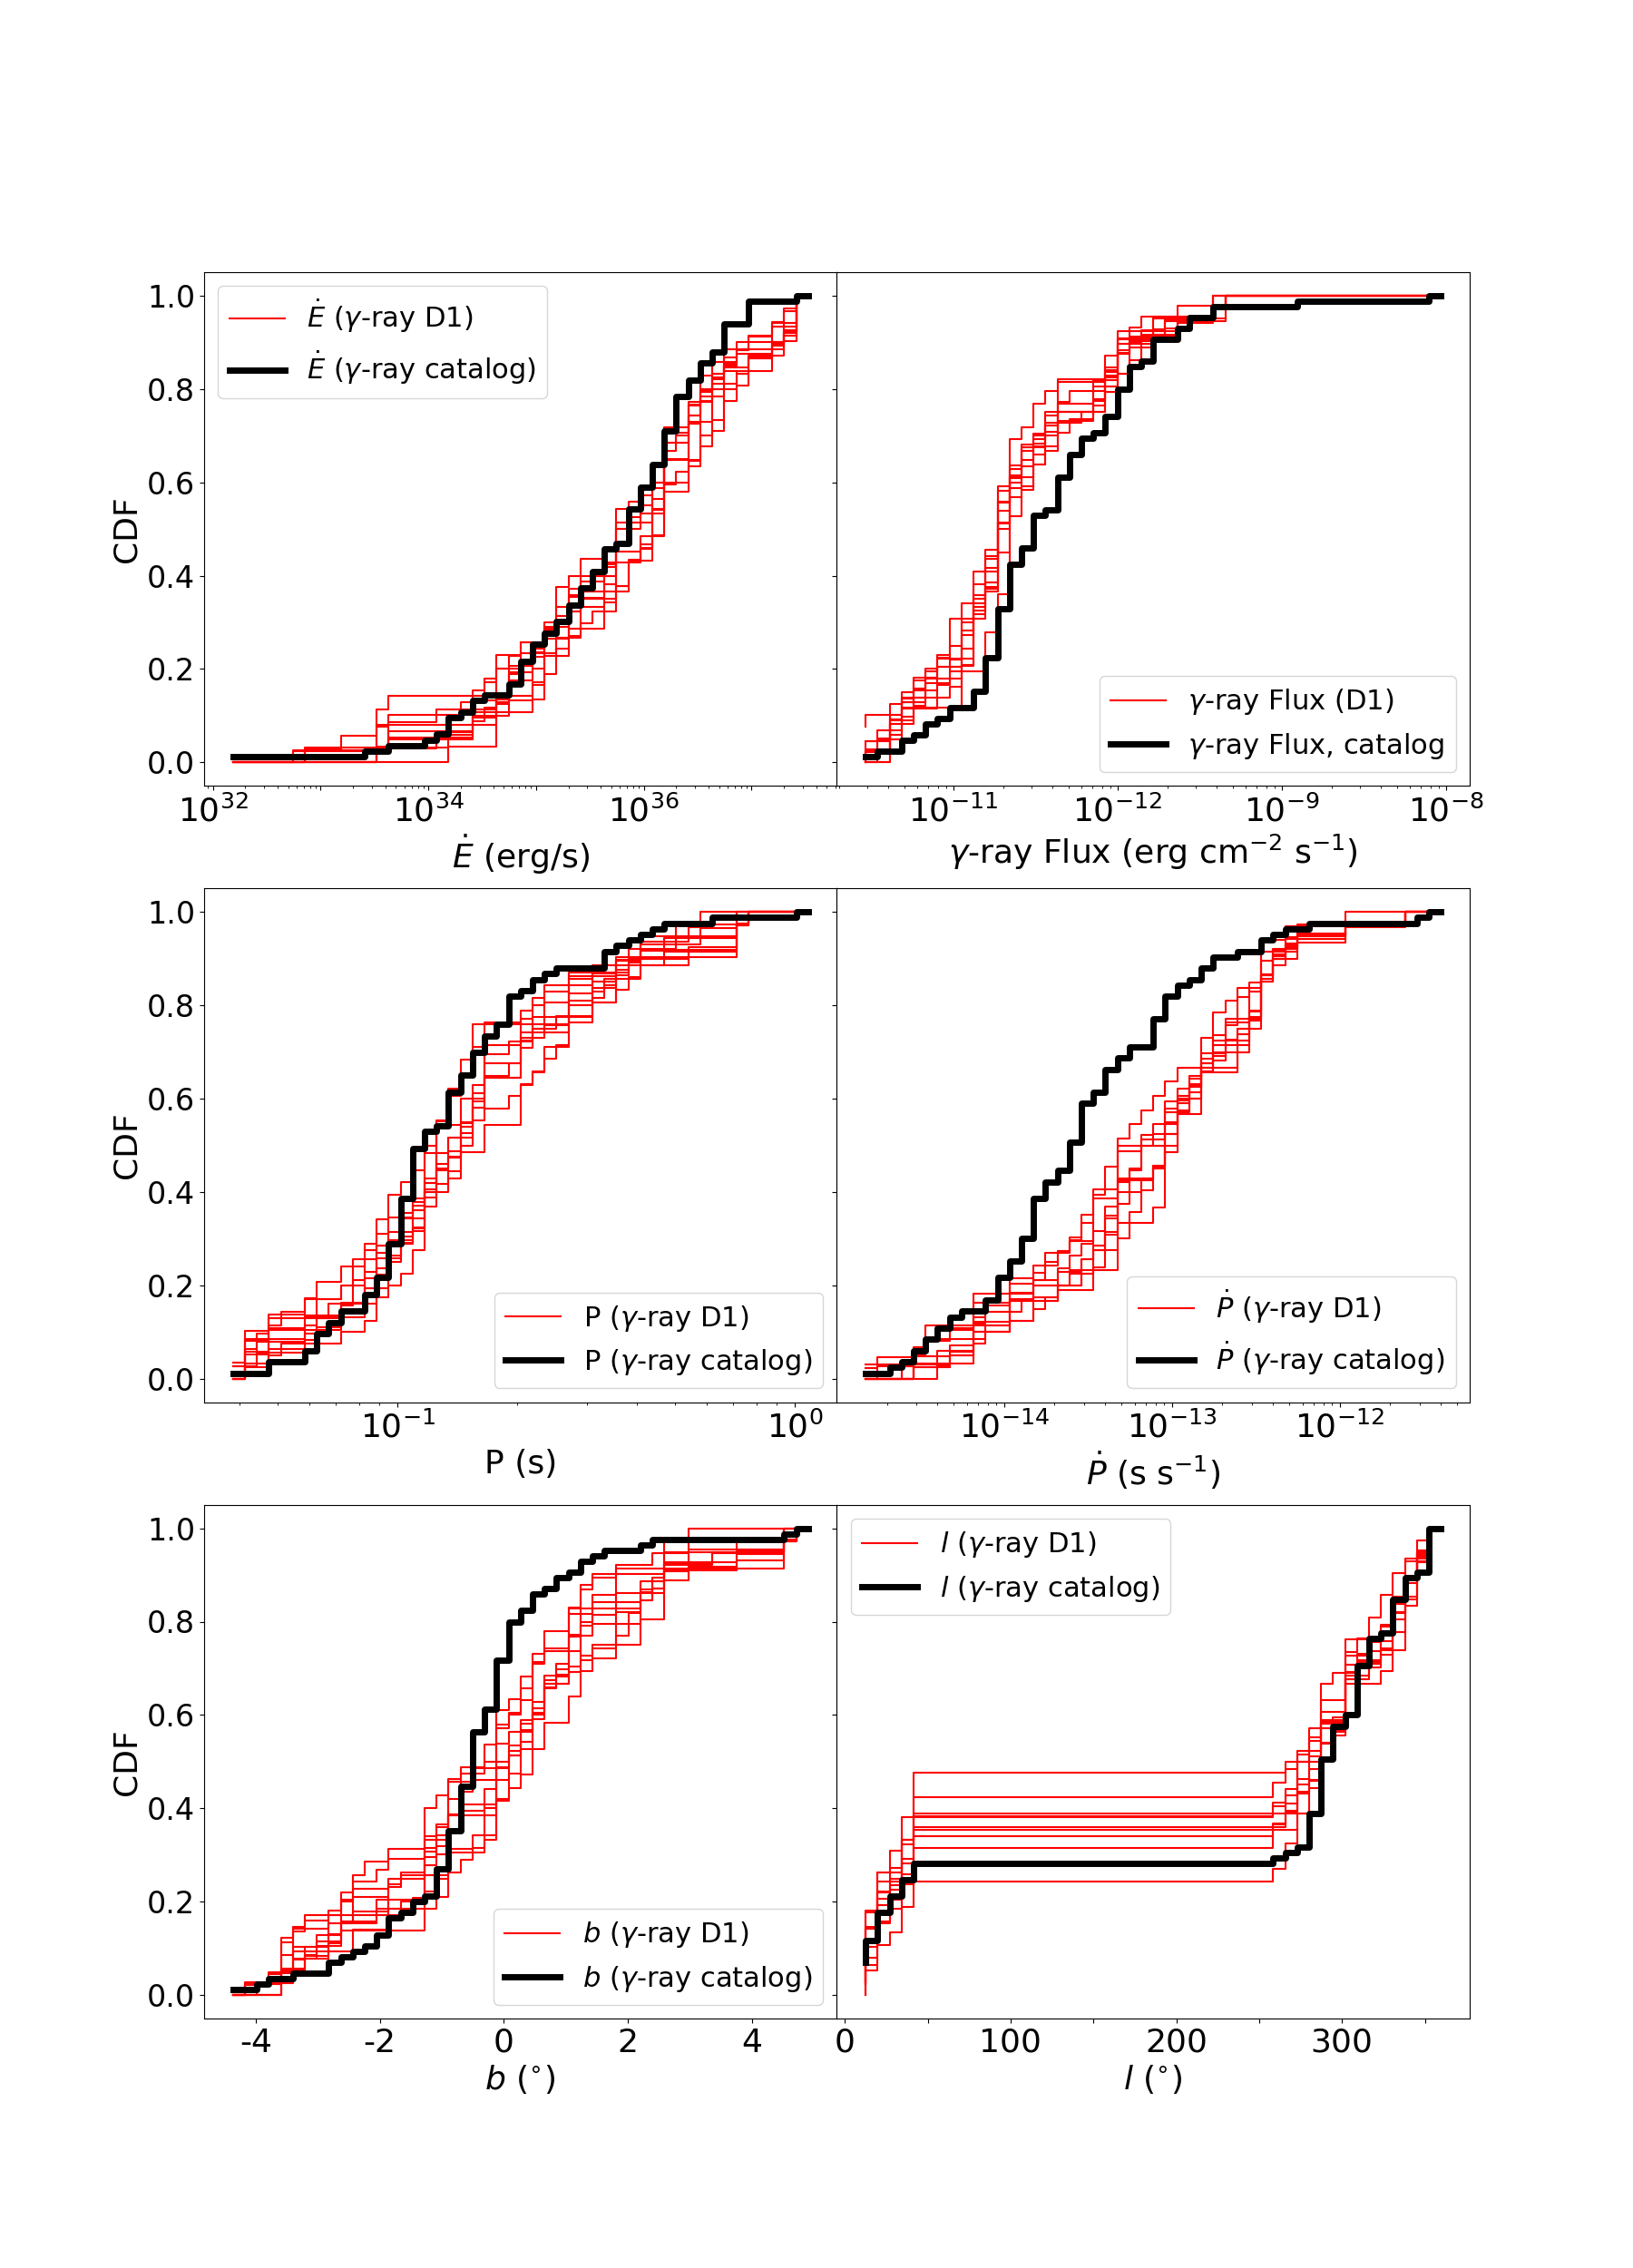 Ė (γ-ray D1)
Ė (γ-ray catalog)
CDF
1.0
0.8
0.6
0.4
0.2
0.0
10³² 10³⁴ 10³⁶
Ė (erg/s)
γ-ray Flux (D1)
γ-ray Flux, catalog
10⁻¹¹ 10⁻¹² 10⁻⁹ 10⁻⁸
γ-ray Flux (erg cm⁻² s⁻¹)
CDF
1.0
0.8
0.6
0.4
0.2
0.0
P (γ-ray D1)
P (γ-ray catalog)
10⁻¹ 10⁰
P (s)
Ṗ (γ-ray D1)
Ṗ (γ-ray catalog)
10⁻¹⁴ 10⁻¹³ 10⁻¹²
Ṗ (s s⁻¹)
CDF
1.0
0.8
0.6
0.4
0.2
0.0
b (γ-ray D1)
b (γ-ray catalog)
-4 -2 0 2 4
b (°)
l (γ-ray D1)
l (γ-ray catalog)
0 100 200 300
l (°)